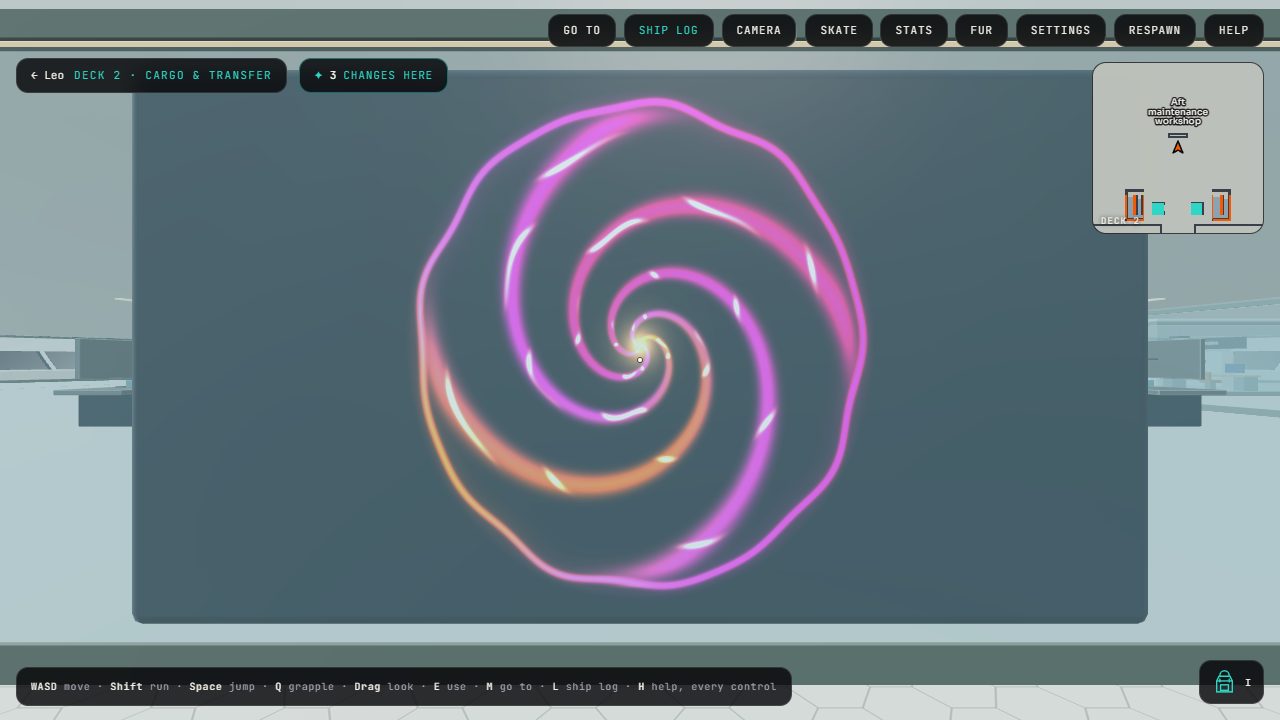 GO TO
SHIP LOG
CAMERA
SKATE
STATS
FUR
SETTINGS
RESPAWN
HELP
← Leo DECK 2 · CARGO & TRANSFER
✦ 3 CHANGES HERE
Aft
maintenance
workshop
DECK 2
WASD move · Shift run · Space jump · Q grapple · Drag look · E use · M go to · L ship log · H help, every control
I